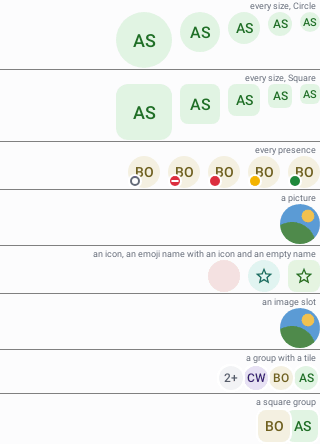 every size, Circle
AS AS AS AS AS
every size, Square
AS AS AS AS AS
every presence
BO BO BO BO BO
a picture
an icon, an emoji name with an icon and an empty name
an image slot
a group with a tile
2+ CW BO AS
a square group
BO AS